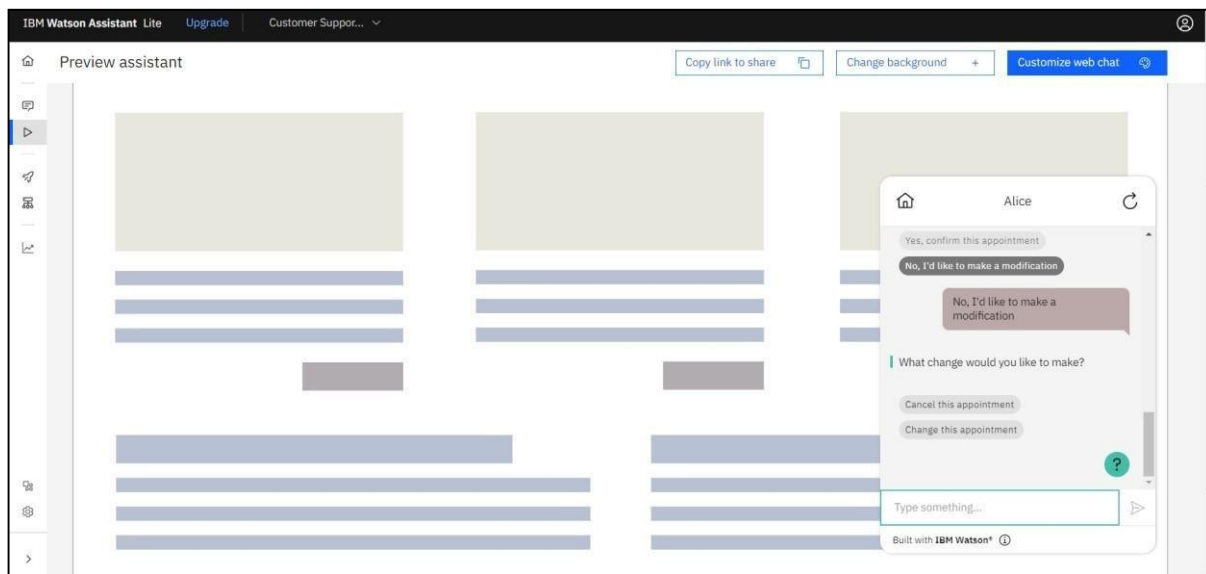 IBM Watson Assistant Lite Upgrade Customer Suppor...
Preview assistant Copy link to share Change background + Customize web chat
Alice
Yes, confirm this appointment
No, I'd like to make a modification
No, I'd like to make a
modification
What change would you like to make?
Cancel this appointment
Change this appointment
?
Type something...
Built with IBM Watson®